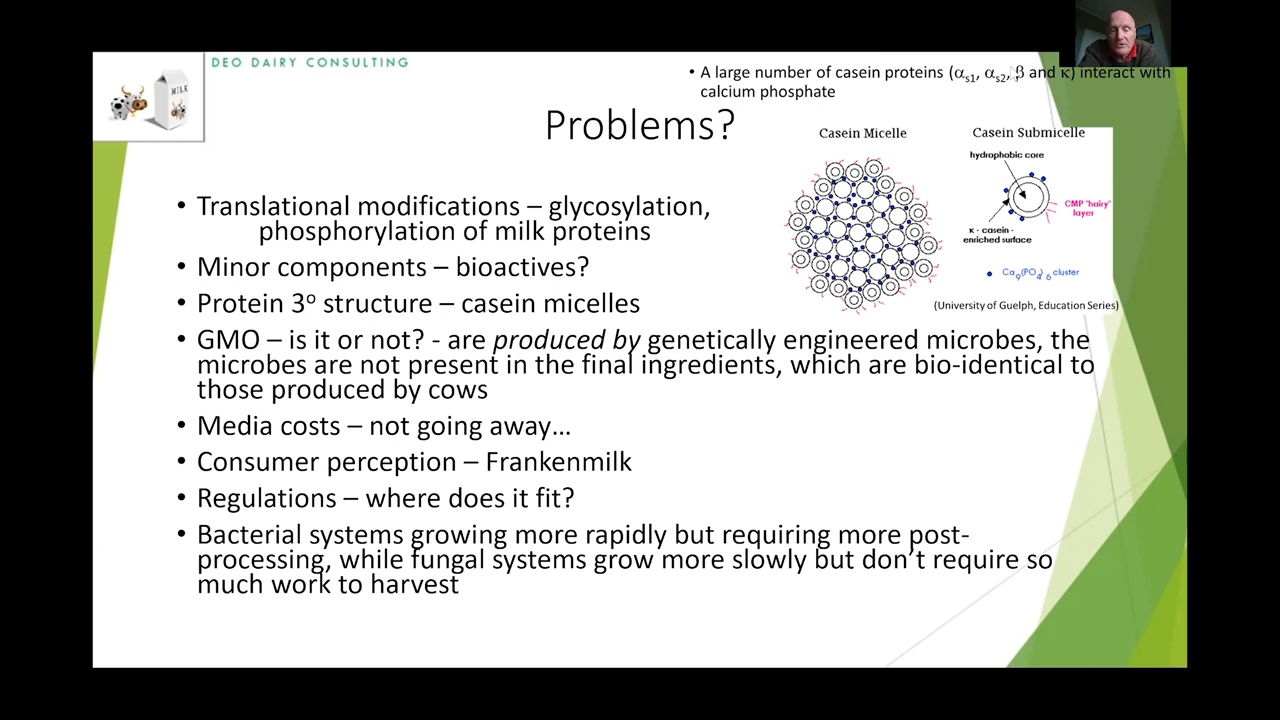 DEO DAIRY CONSULTING
MILK
• A large number of casein proteins (αs1, αs2, β and κ) interact with
calcium phosphate
Problems?
Casein Micelle
Casein Submicelle
hydrophobic core
CMP "hairy"
layer
κ - casein -
enriched surface
Ca9(PO4)6 cluster
(University of Guelph, Education Series)
• Translational modifications – glycosylation,
phosphorylation of milk proteins
• Minor components – bioactives?
• Protein 3º structure – casein micelles
• GMO – is it or not? - are produced by genetically engineered microbes, the
microbes are not present in the final ingredients, which are bio-identical to
those produced by cows
• Media costs – not going away…
• Consumer perception – Frankenmilk
• Regulations – where does it fit?
• Bacterial systems growing more rapidly but requiring more post-
processing, while fungal systems grow more slowly but don't require so
much work to harvest